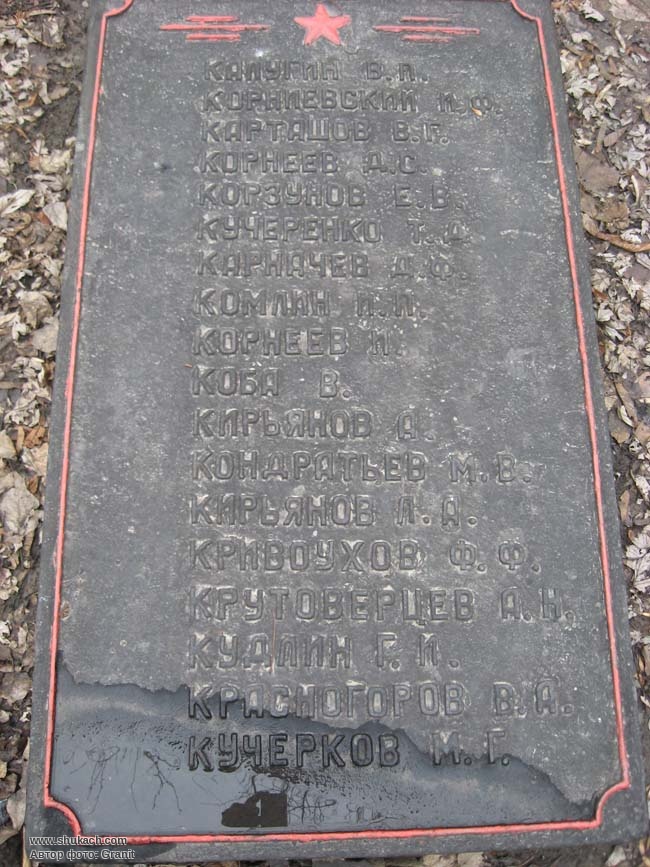 КАЛУГИН В.П.
КОРНИЕВСКИЙ И.Ф.
КАРТАШОВ В.Г.
КОРНЕЕВ Д.С.
КОРЗУНОВ Е.В.
КУЧЕРЕНКО Т.Д.
КАРНАЧЕВ Д.Ф.
КОМЛИН И.П.
КОРНЕЕВ И.
КОБА В.
КИРЬЯНОВ А.
КОНДРАТЬЕВ М.В.
КИРЬЯНОВ Л.А.
КРИВОУХОВ Ф.Ф.
КРУТОВЕРЦЕВ А.Н.
КУДЛИН Г.И.
КРАСНОГОРОВ В.А.
КУЧЕРКОВ М.Г.
www.shukach.com
Автор фото: Granit